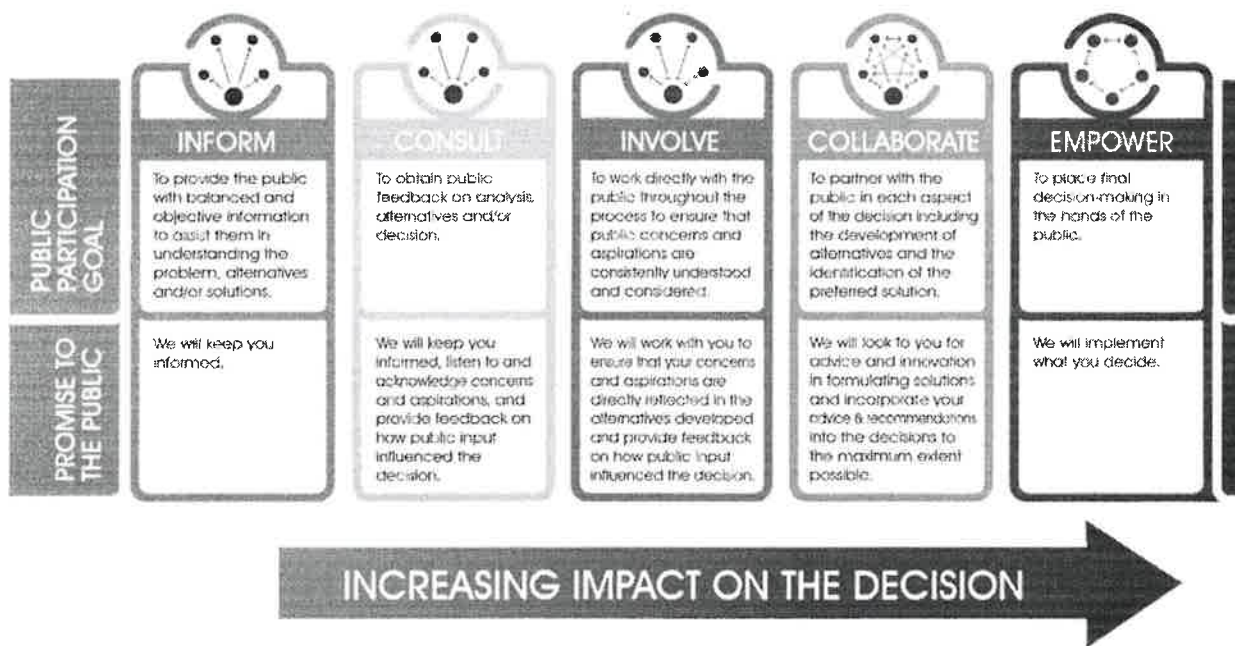 INFORM
CONSULT
INVOLVE
COLLABORATE
EMPOWER
PUBLIC
PARTICIPATION
GOAL
To provide the public
with balanced and
objective information
to assist them in
understanding the
problem, alternatives
and/or solutions.
To obtain public
feedback on analysis,
alternatives and/or
decision.
To work directly with the
public throughout the
process to ensure that
public concerns and
aspirations are
consistently understood
and considered.
To partner with the
public in each aspect
of the decision including
the development of
alternatives and the
identification of the
preferred solution.
To place final
decision-making in
the hands of the
public.
PROMISE TO
THE PUBLIC
We will keep you
informed.
We will keep you
informed, listen to and
acknowledge concerns
and aspirations, and
provide feedback on
how public input
influenced the
decision.
We will work with you to
ensure that your concerns
and aspirations are
directly reflected in the
alternatives developed
and provide feedback
on how public input
influenced the decision.
We will look to you for
advice and innovation
in formulating solutions
and incorporate your
advice & recommendations
into the decisions to
the maximum extent
possible.
We will implement
what you decide.
INCREASING IMPACT ON THE DECISION